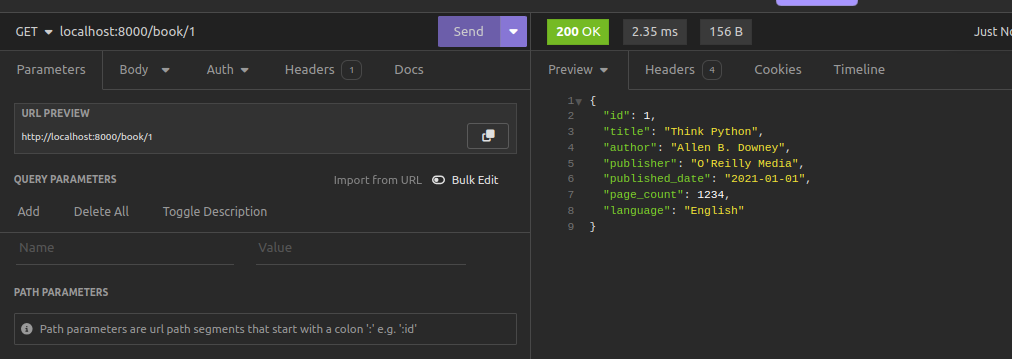 GET localhost:8000/book/1 Send
200 OK 2.35 ms 156 B Just No
Parameters Body Auth Headers 1 Docs
Preview Headers 4 Cookies Timeline
URL PREVIEW
http://localhost:8000/book/1
QUERY PARAMETERS Import from URL Bulk Edit
Add Delete All Toggle Description
Name Value
PATH PARAMETERS
Path parameters are url path segments that start with a colon ':' e.g. ':id'
1 {
2 "id": 1,
3 "title": "Think Python",
4 "author": "Allen B. Downey",
5 "publisher": "O'Reilly Media",
6 "published_date": "2021-01-01",
7 "page_count": 1234,
8 "language": "English"
9 }